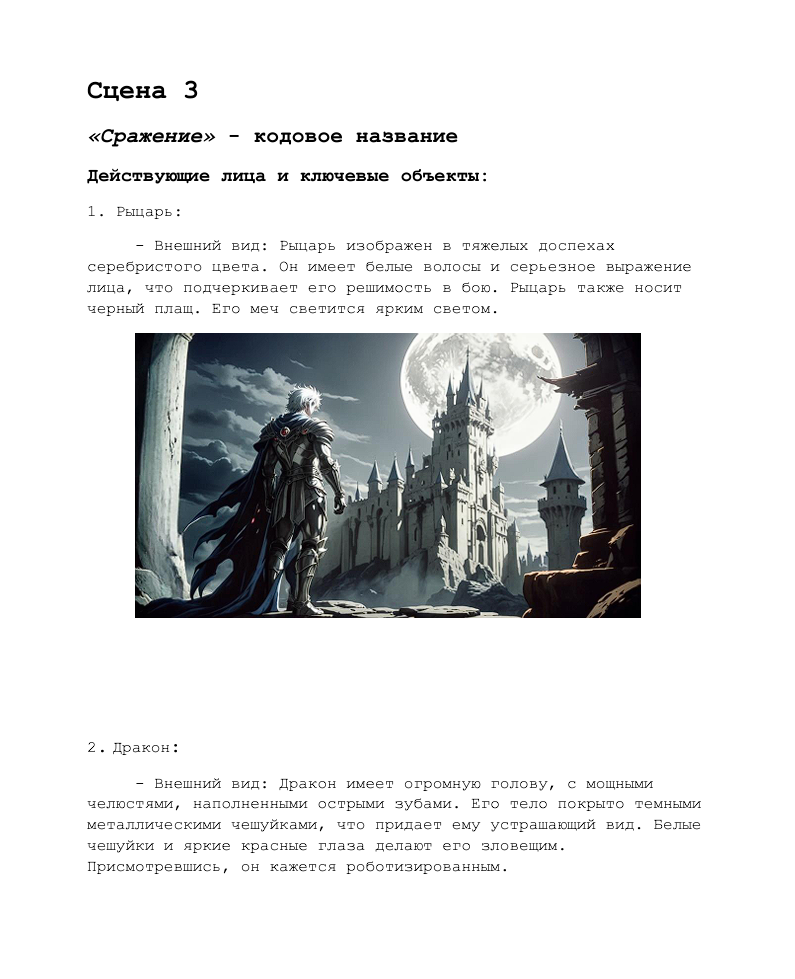 Сцена 3
«Сражение» - кодовое название
Действующие лица и ключевые объекты:
1. Рыцарь:
- Внешний вид: Рыцарь изображен в тяжелых доспехах
серебристого цвета. Он имеет белые волосы и серьезное выражение
лица, что подчеркивает его решимость в бою. Рыцарь также носит
черный плащ. Его меч светится ярким светом.
2. Дракон:
- Внешний вид: Дракон имеет огромную голову, с мощными
челюстями, наполненными острыми зубами. Его тело покрыто темными
металлическими чешуйками, что придает ему устрашающий вид. Белые
чешуйки и яркие красные глаза делают его зловещим.
Присмотревшись, он кажется роботизированным.